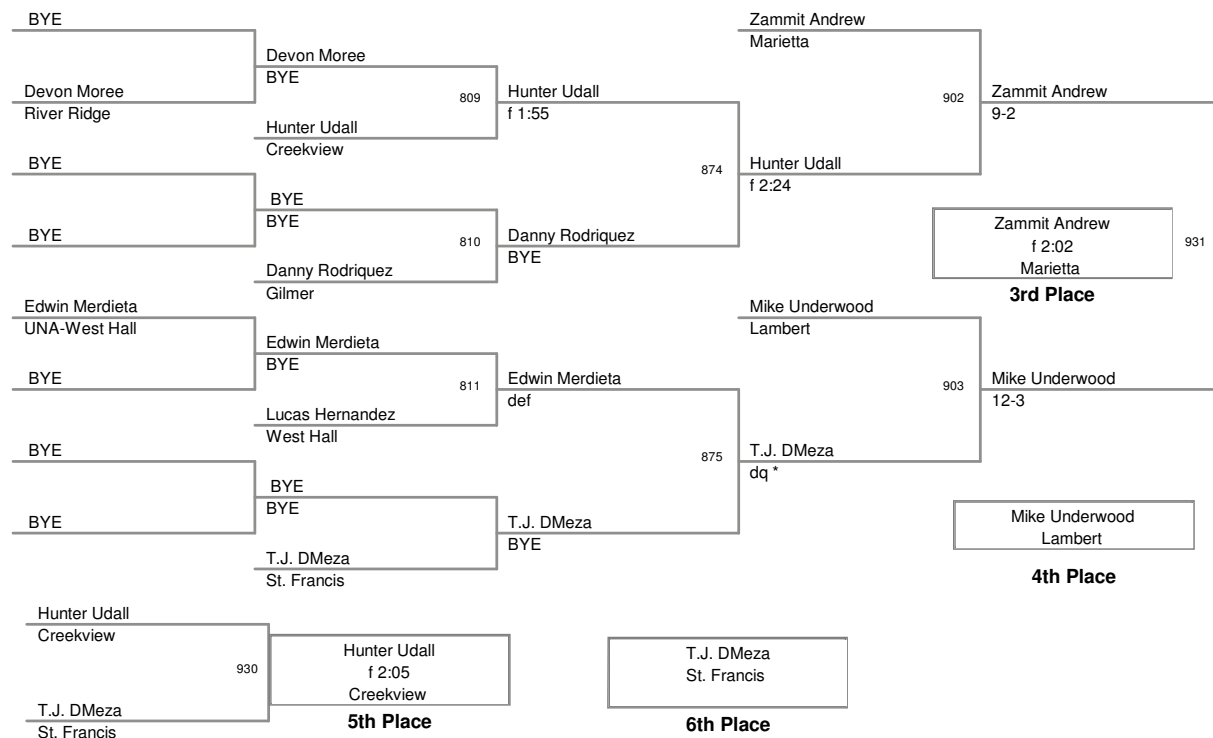 BYE
Devon Moree
River Ridge
BYE
BYE
Edwin Merdieta
UNA-West Hall
BYE
BYE
BYE
Devon Moree
BYE
809
Hunter Udall
Creekview
BYE
BYE
810
Danny Rodriquez
Gilmer
Edwin Merdieta
BYE
811
Lucas Hernandez
West Hall
BYE
BYE
T.J. DMeza
St. Francis
Hunter Udall
f 1:55
874
Danny Rodriquez
BYE
Edwin Merdieta
def
875
T.J. DMeza
BYE
Zammit Andrew
Marietta
902
Hunter Udall
f 2:24
Mike Underwood
Lambert
903
T.J. DMeza
dq *
Zammit Andrew
9-2
Zammit Andrew
f 2:02
Marietta
931
3rd Place
Mike Underwood
12-3
Mike Underwood
Lambert
4th Place
Hunter Udall
Creekview
930
T.J. DMeza
St. Francis
Hunter Udall
f 2:05
Creekview
5th Place
T.J. DMeza
St. Francis
6th Place